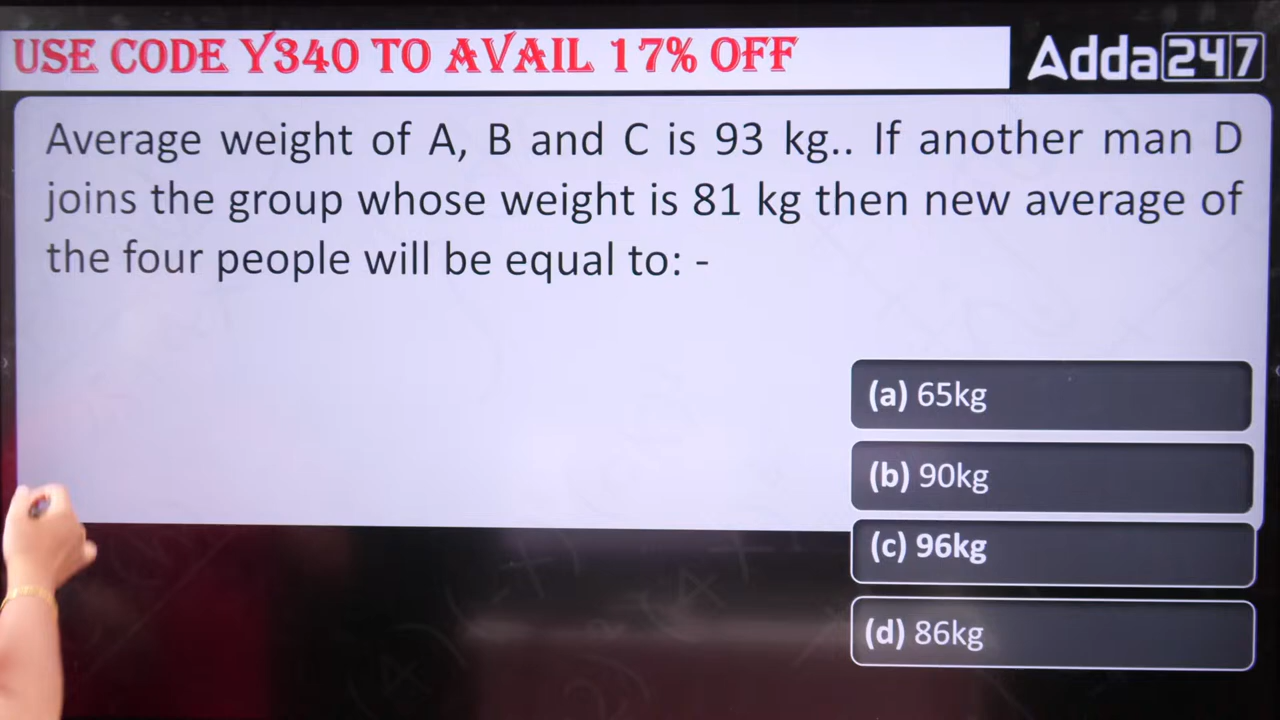 USE CODE Y340 TO AVAIL 17% OFF
Adda247
Average weight of A, B and C is 93 kg.. If another man D
joins the group whose weight is 81 kg then new average of
the four people will be equal to: -
(a) 65kg
(b) 90kg
(c) 96kg
(d) 86kg